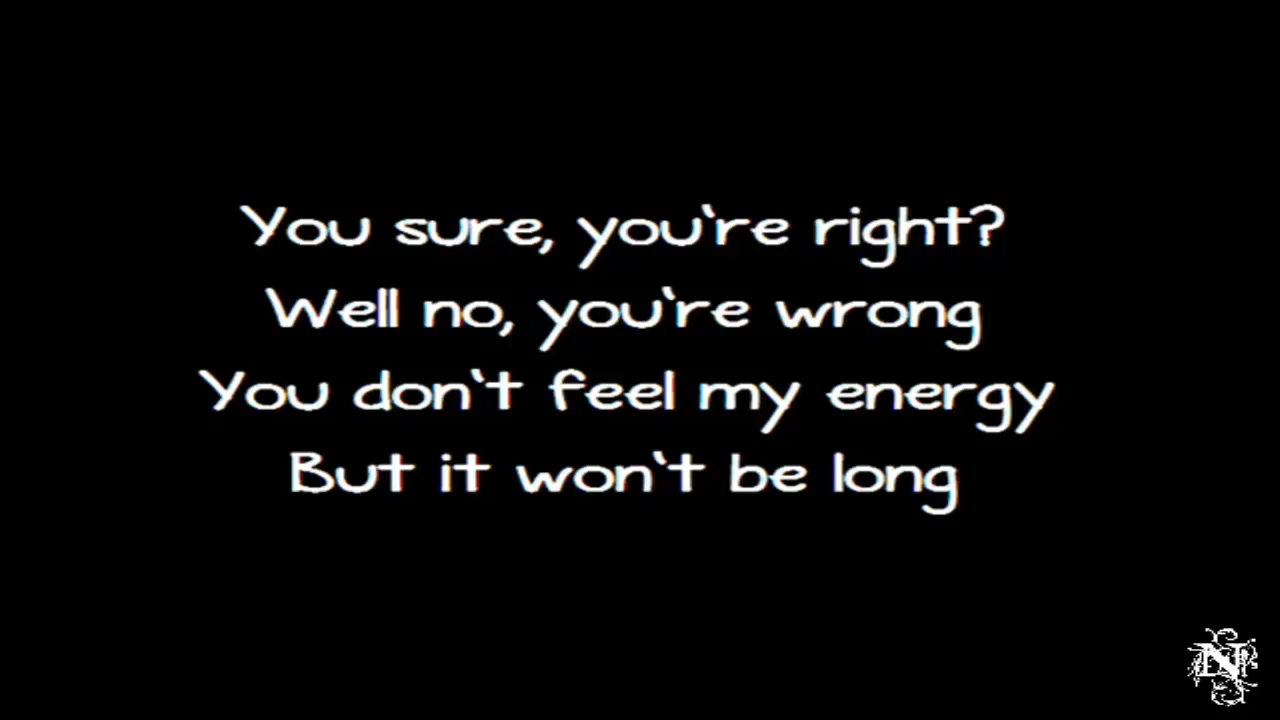 You sure, you're right?
Well no, you're wrong
You don't feel my energy
But it won't be long
N